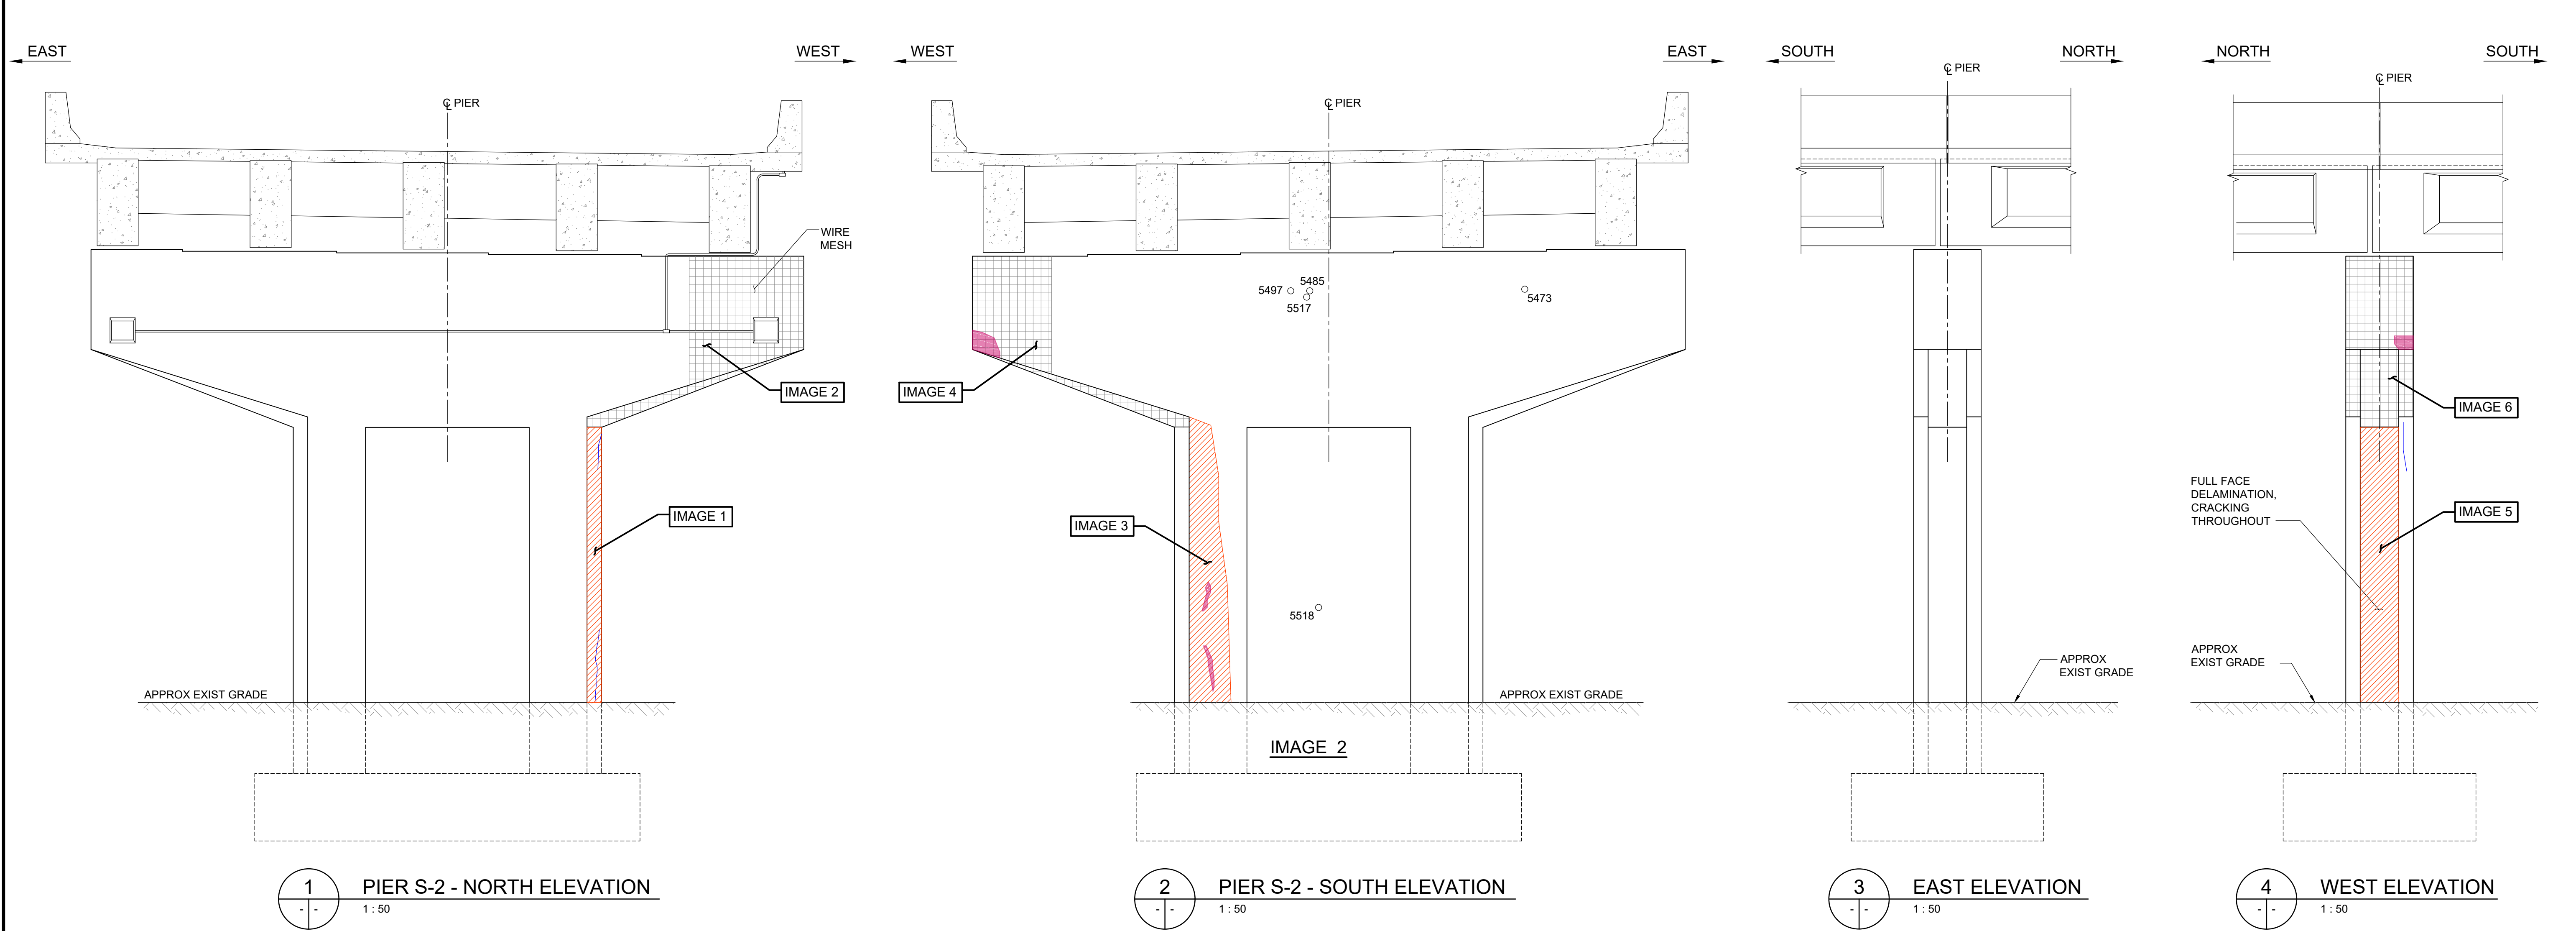 EAST
WEST
WEST
EAST
SOUTH
NORTH
NORTH
SOUTH
℄ PIER
℄ PIER
℄ PIER
℄ PIER
WIRE
MESH
IMAGE 2
IMAGE 1
APPROX EXIST GRADE
5497
5485
5517
5473
IMAGE 4
IMAGE 3
5518
APPROX EXIST GRADE
IMAGE 2
APPROX
EXIST GRADE
IMAGE 6
FULL FACE
DELAMINATION,
CRACKING
THROUGHOUT
IMAGE 5
APPROX
EXIST GRADE
1
- -
PIER S-2 - NORTH ELEVATION
1 : 50
2
- -
PIER S-2 - SOUTH ELEVATION
1 : 50
3
- -
EAST ELEVATION
1 : 50
4
- -
WEST ELEVATION
1 : 50